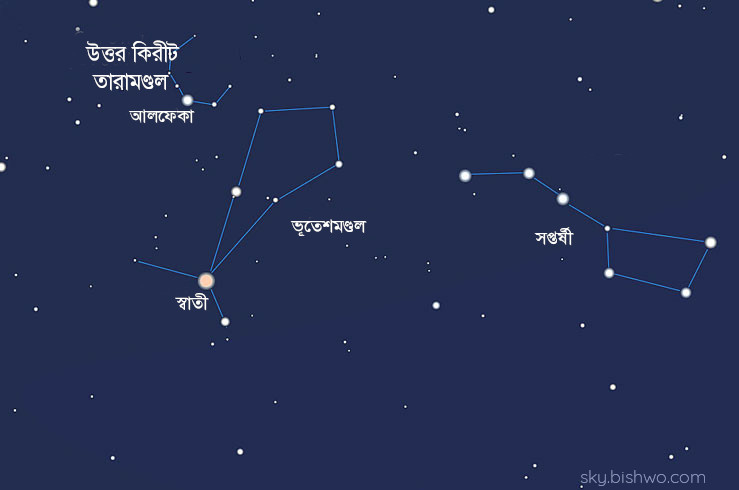 উত্তর কিরীট
তারামণ্ডল
আলফেকা
ভূতেশমণ্ডল
সপ্তর্ষী
স্বাতী
sky.bishwo.com